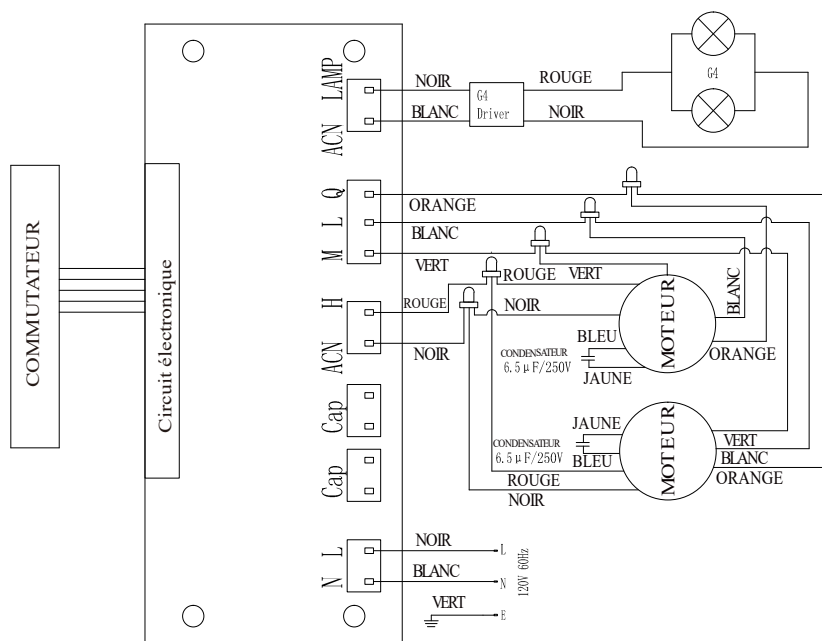 COMMUTATEUR
Circuit électronique
LAMP
ACN
NOIR
BLANC
G4
Driver
ROUGE
NOIR
G4
Q
L
M
ORANGE
BLANC
VERT
ROUGE
VERT
BLANC
H
ACN
ROUGE
NOIR
NOIR
MOTEUR
BLEU
CONDENSATEUR
6.5μF/250V
JAUNE
ORANGE
Cap
JAUNE
CONDENSATEUR
6.5μF/250V
BLEU
MOTEUR
VERT
BLANC
ORANGE
ROUGE
NOIR
Cap
L
N
NOIR
BLANC
VERT
L
N
E
120V 60Hz